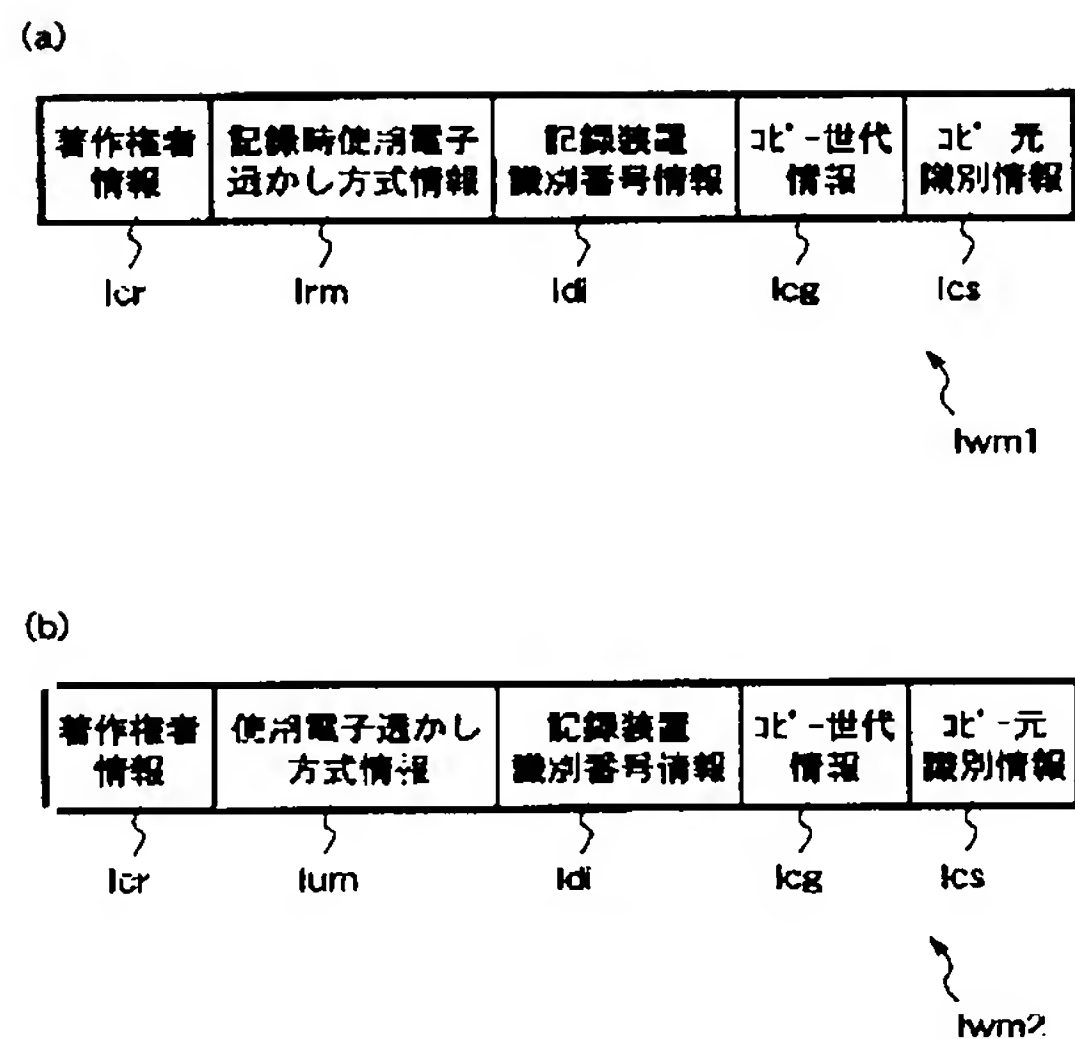 (a)
著作権者 記録時使用電子 記録装置 コピー世代 コピ 元
情報 透かし方式情報 識別番号情報 情報 識別情報
Icr Irm Idi Icg Ics
Iwm1
(b)
著作権者 使用電子透かし 記録装置 コピー世代 コピー元
情報 方式情報 識別番号情報 情報 識別情報
Icr Ium Idi Icg Ics
Iwm2